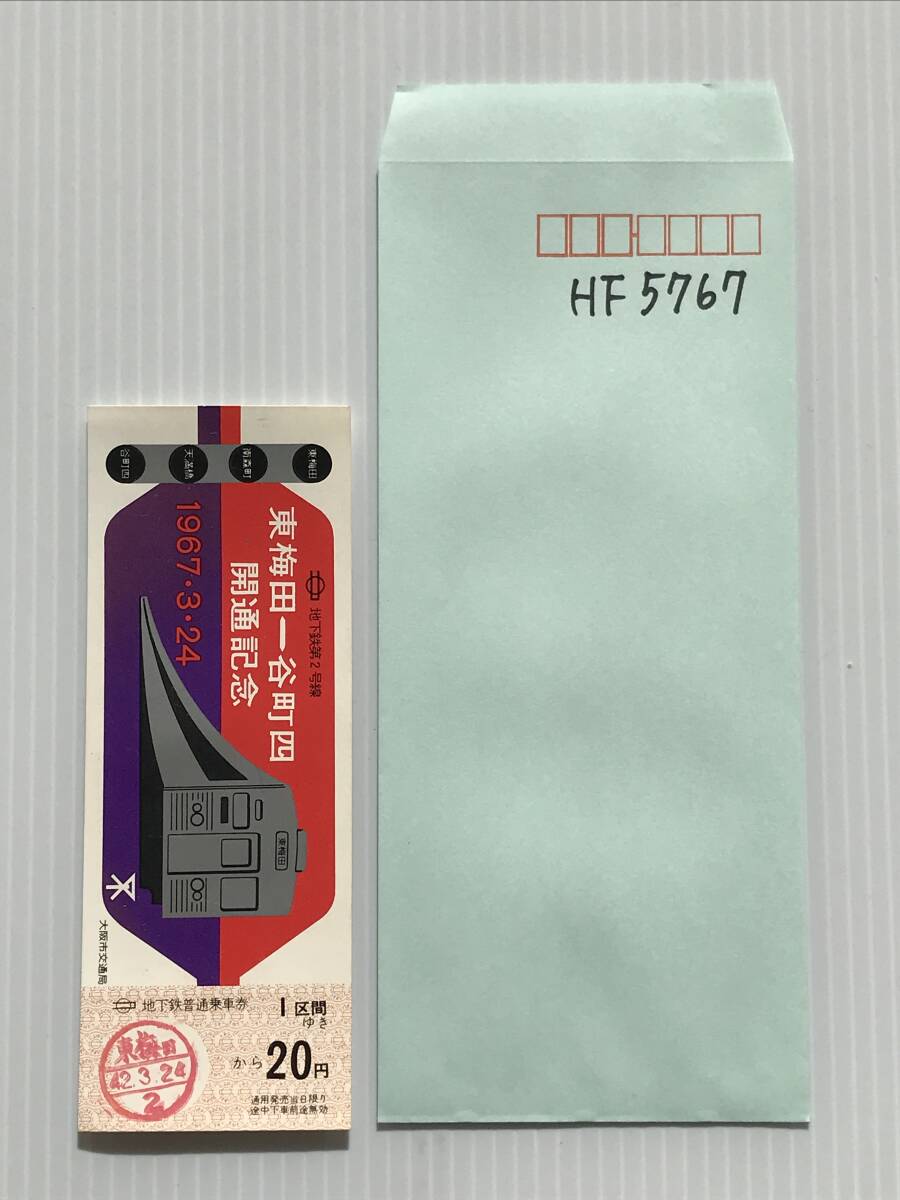 HF 5767
東梅田
南森町
天満橋
谷町四
地下鉄第2号線
東梅田ー谷町四
開通記念
1967・3・24
東梅田
大阪市交通局
地下鉄普通乗車券
1区間
ゆき
から20円
通用発売当日限り
途中下車前途無効
東梅田
42.3.24
2